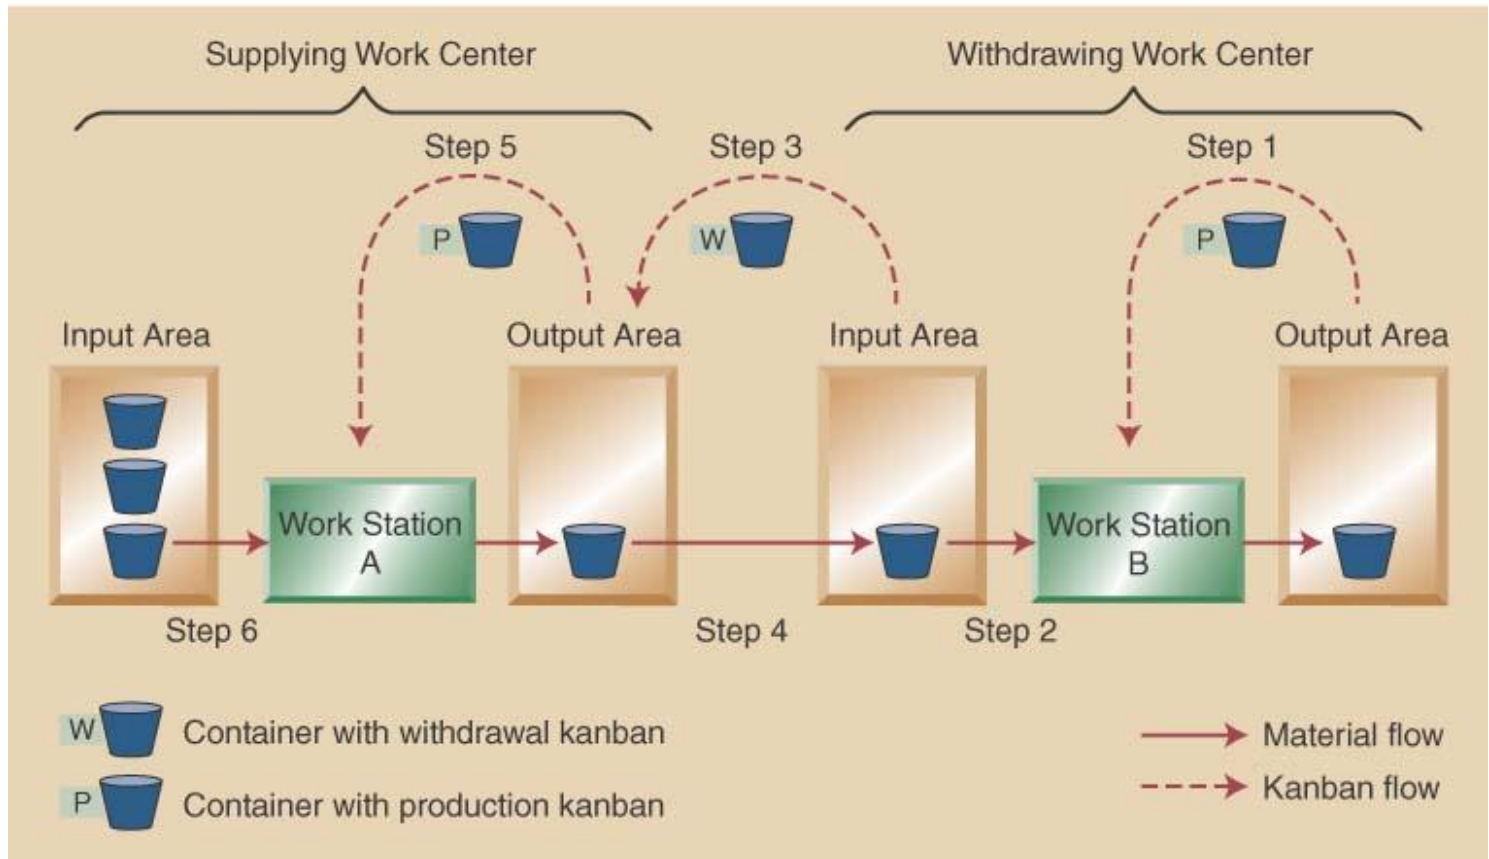 Supplying Work Center
Withdrawing Work Center
Step 5
Step 3
Step 1
P
W
P
Input Area
Output Area
Input Area
Output Area
Work Station
A
Work Station
B
Step 6
Step 4
Step 2
W
Container with withdrawal kanban
Material flow
P
Container with production kanban
Kanban flow